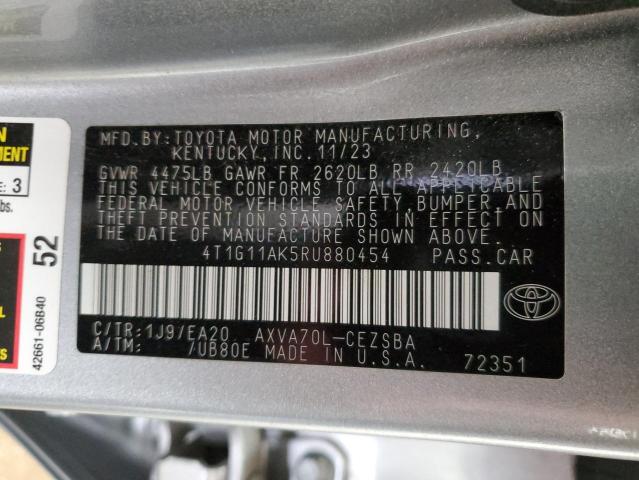 MFD.BY:TOYOTA MOTOR MANUFACTURING,
KENTUCKY,INC.11/23
GVWR 4475LB GAWR FR 2620LB RR 2420LB
THIS VEHICLE CONFORMS TO ALL APPLICABLE
FEDERAL MOTOR VEHICLE SAFETY,BUMPER AND
THEFT PREVENTION STANDARDS IN EFFECT ON
THE DATE OF MANUFACTURE SHOWN ABOVE.
4T1G11AK5RU880454 PASS.CAR
C/TR:1J9/EA20 AXVA70L-CEZSBA
A/TM: /UB80E MADE IN U.S.A. 72351
3
52
42661-06B40